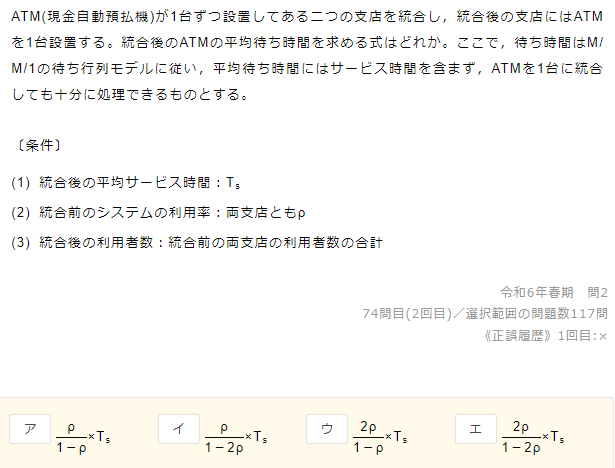 ATM(現金自動預払機)が1台ずつ設置してある二つの支店を統合し，統合後の支店にはATM
を1台設置する。統合後のATMの平均待ち時間を求める式はどれか。ここで，待ち時間はM/
M/1の待ち行列モデルに従い，平均待ち時間にはサービス時間を含まず，ATMを1台に統合
しても十分に処理できるものとする。
〔条件〕
(1) 統合後の平均サービス時間：Ts
(2) 統合前のシステムの利用率：両支店ともρ
(3) 統合後の利用者数：統合前の両支店の利用者数の合計
令和6年春期　問2
74問目(2回目)／選択範囲の問題数117問
《正誤履歴》1回目:×
ア ρ/1−ρ×Ts イ ρ/1−2ρ×Ts ウ 2ρ/1−ρ×Ts エ 2ρ/1−2ρ×Ts